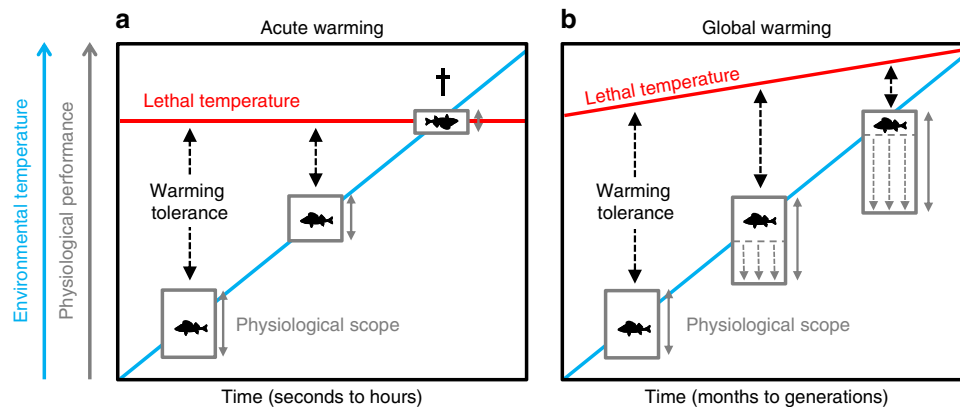 Environmental temperature
Physiological performance
a
Acute warming
Lethal temperature
Warming
tolerance
Physiological scope
Time (seconds to hours)
b
Global warming
Lethal temperature
Warming
tolerance
Physiological scope
Time (months to generations)